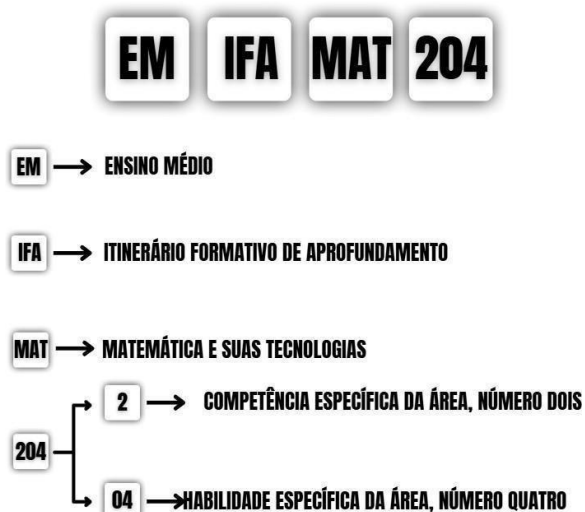 EM IFA MAT 204
EM ENSINO MÉDIO
IFA ITINERÁRIO FORMATIVO DE APROFUNDAMENTO
MAT MATEMÁTICA E SUAS TECNOLOGIAS
2 COMPETÊNCIA ESPECÍFICA DA ÁREA, NÚMERO DOIS
204
04 HABILIDADE ESPECÍFICA DA ÁREA, NÚMERO QUATRO